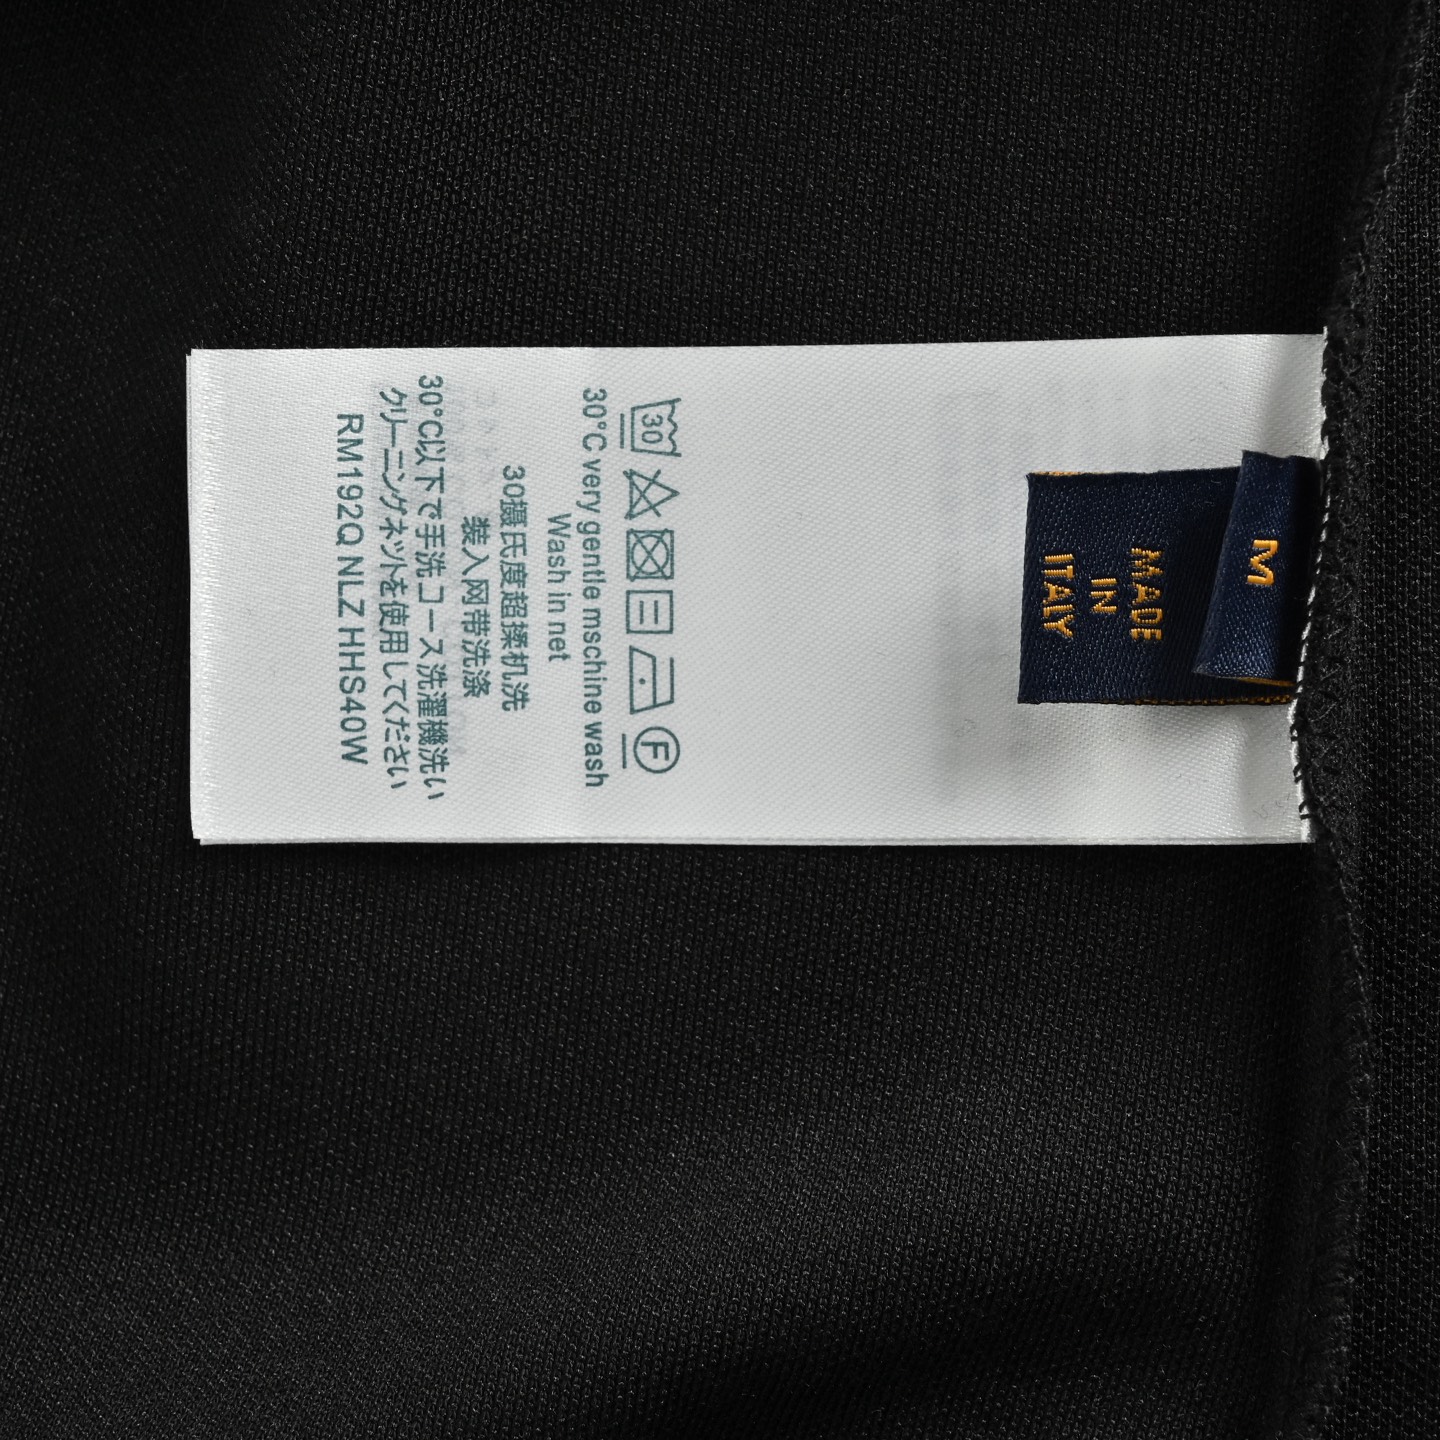 M
MADE
IN
ITALY
30
F
30°C very gentle mschine wash
Wash in net
30摄氏度超揉机洗
装入网带洗涤
30°C以下で手洗コース洗濯機洗い
クリーニングネットを使用してください
RM192Q NLZ HHS40W